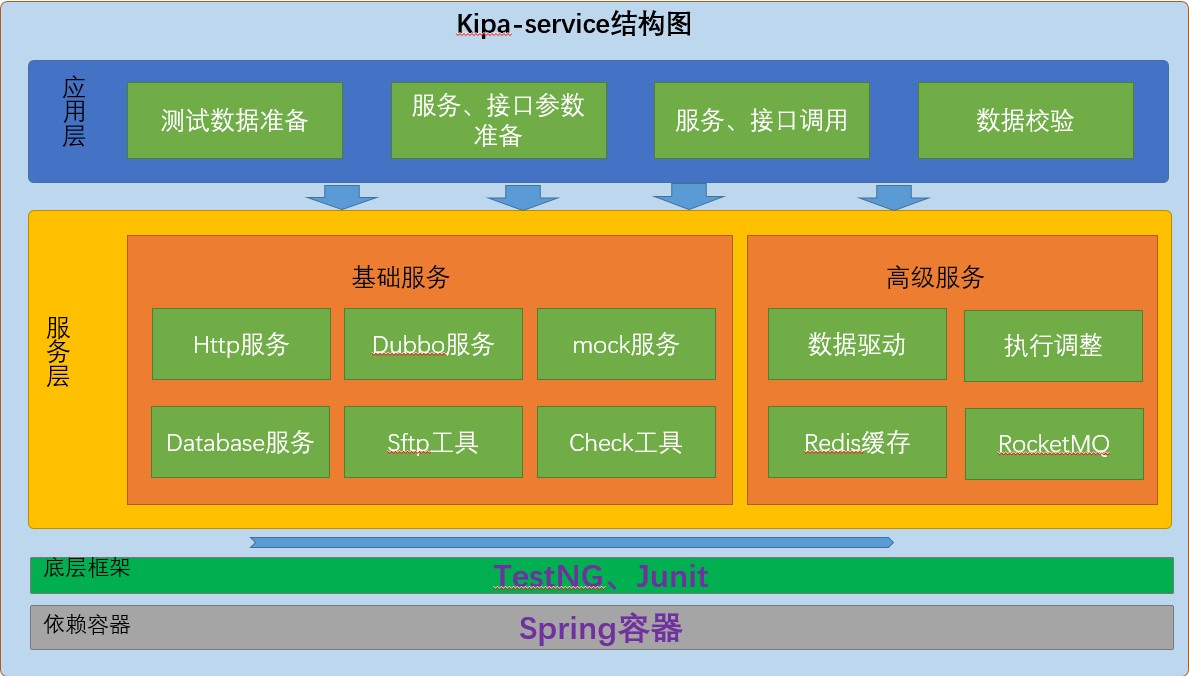 Kipa-service结构图
应用层
测试数据准备
服务、接口参数
准备
服务、接口调用
数据校验
服务层
基础服务
Http服务
Dubbo服务
mock服务
Database服务
Sftp工具
Check工具
高级服务
数据驱动
执行调整
Redis缓存
RocketMQ
底层框架
TestNG、Junit
依赖容器
Spring容器